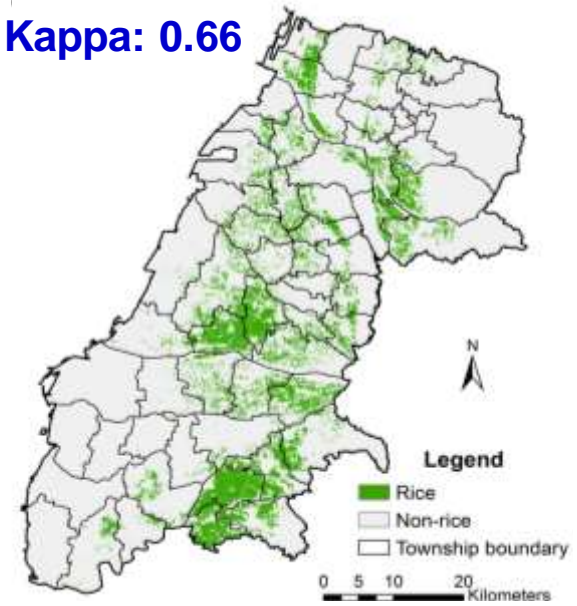 Kappa: 0.66
N
Legend
Rice
Non-rice
Township boundary
0 5 10 20
Kilometers